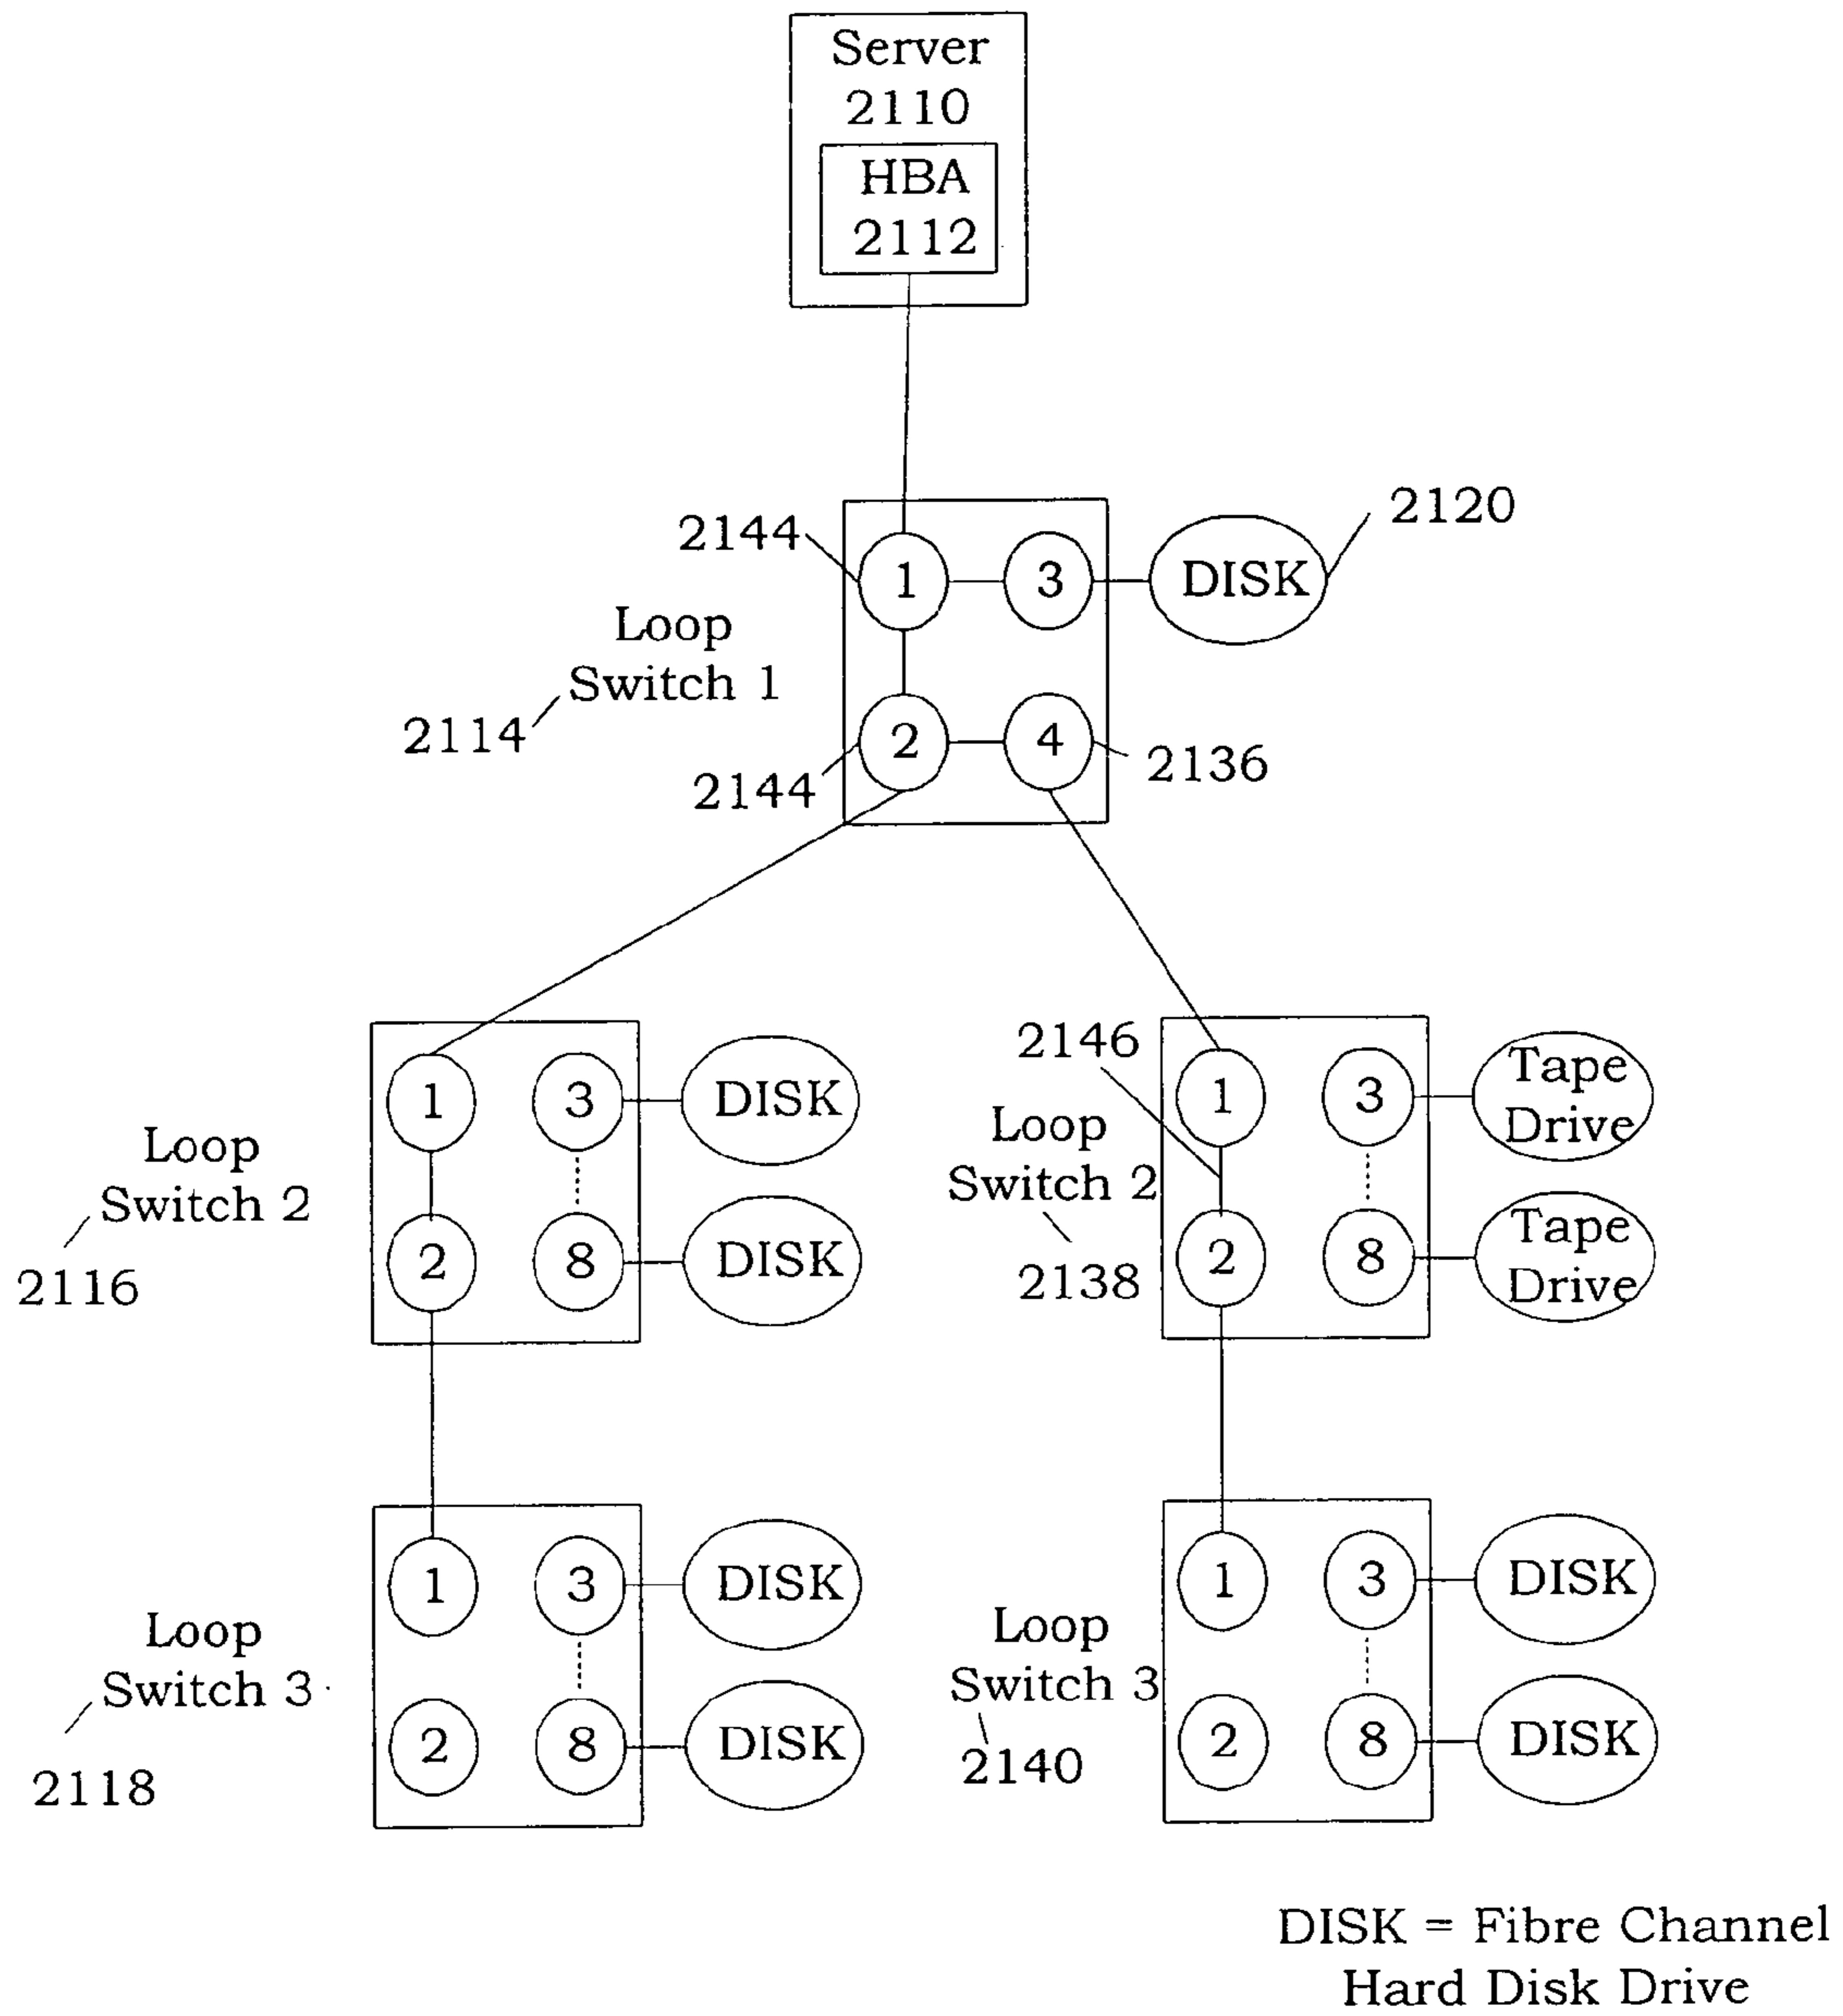 Server
2110
HBA
2112
2144
1
3
DISK
2120
Loop
Switch 1
2114
2
4
2144
2136
1
3
DISK
Loop
Switch 2
2116
2
8
DISK
2146
1
3
Tape
Drive
Loop
Switch 2
2138
2
8
Tape
Drive
1
3
DISK
Loop
Switch 3
2118
2
8
DISK
1
3
DISK
Loop
Switch 3
2140
2
8
DISK
DISK = Fibre Channel
Hard Disk Drive